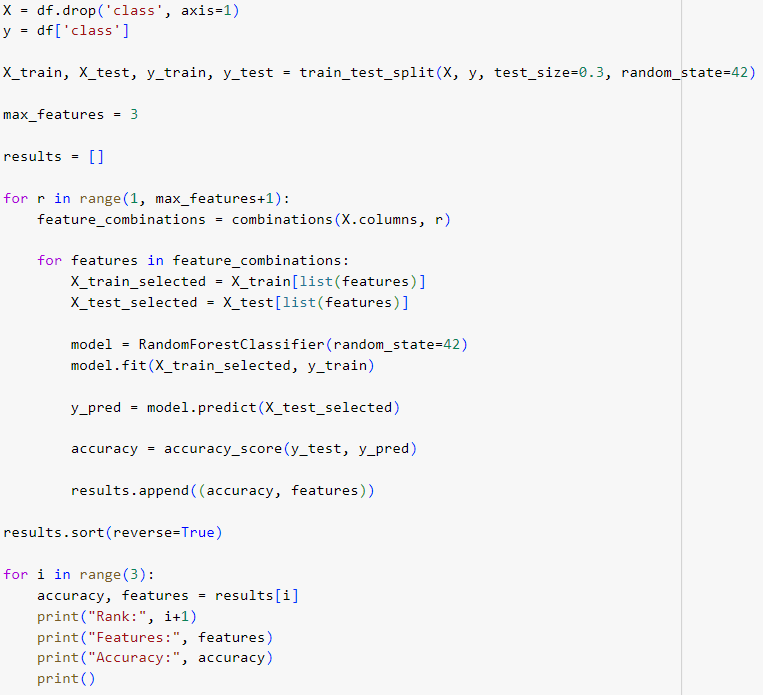 X = df.drop('class', axis=1)
y = df['class']
X_train, X_test, y_train, y_test = train_test_split(X, y, test_size=0.3, random_state=42)
max_features = 3
results = []
for r in range(1, max_features+1):
    feature_combinations = combinations(X.columns, r)
    for features in feature_combinations:
        X_train_selected = X_train[list(features)]
        X_test_selected = X_test[list(features)]
        model = RandomForestClassifier(random_state=42)
        model.fit(X_train_selected, y_train)
        y_pred = model.predict(X_test_selected)
        accuracy = accuracy_score(y_test, y_pred)
        results.append((accuracy, features))
results.sort(reverse=True)
for i in range(3):
    accuracy, features = results[i]
    print("Rank:", i+1)
    print("Features:", features)
    print("Accuracy:", accuracy)
    print()